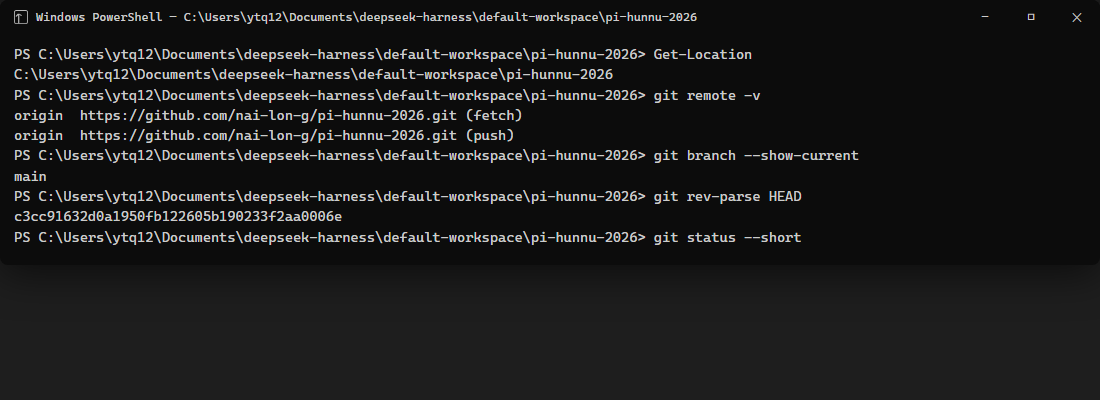 Windows PowerShell — C:\Users\ytq12\Documents\deepseek-harness\default-workspace\pi-hunnu-2026
PS C:\Users\ytq12\Documents\deepseek-harness\default-workspace\pi-hunnu-2026> Get-Location
C:\Users\ytq12\Documents\deepseek-harness\default-workspace\pi-hunnu-2026
PS C:\Users\ytq12\Documents\deepseek-harness\default-workspace\pi-hunnu-2026> git remote -v
origin  https://github.com/nai-lon-g/pi-hunnu-2026.git (fetch)
origin  https://github.com/nai-lon-g/pi-hunnu-2026.git (push)
PS C:\Users\ytq12\Documents\deepseek-harness\default-workspace\pi-hunnu-2026> git branch --show-current
main
PS C:\Users\ytq12\Documents\deepseek-harness\default-workspace\pi-hunnu-2026> git rev-parse HEAD
c3cc91632d0a1950fb122605b190233f2aa0006e
PS C:\Users\ytq12\Documents\deepseek-harness\default-workspace\pi-hunnu-2026> git status --short